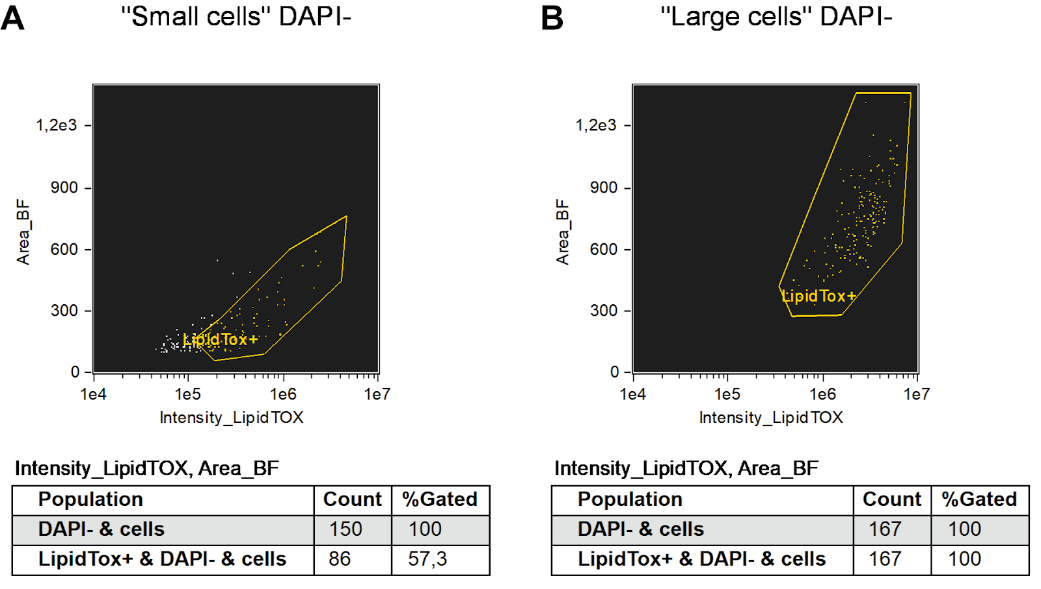 A
"Small cells" DAPI-
1,2e3
900
600
300
0
Area_BF
LipidTox+
1e4
1e5
1e6
1e7
Intensity_LipidTOX
Intensity_LipidTOX, Area_BF
Population Count %Gated
DAPI- & cells 150 100
LipidTox+ & DAPI- & cells 86 57,3
B
"Large cells" DAPI-
1,2e3
900
600
300
0
Area_BF
LipidTox+
1e4
1e5
1e6
1e7
Intensity_LipidTOX
Intensity_LipidTOX, Area_BF
Population Count %Gated
DAPI- & cells 167 100
LipidTox+ & DAPI- & cells 167 100